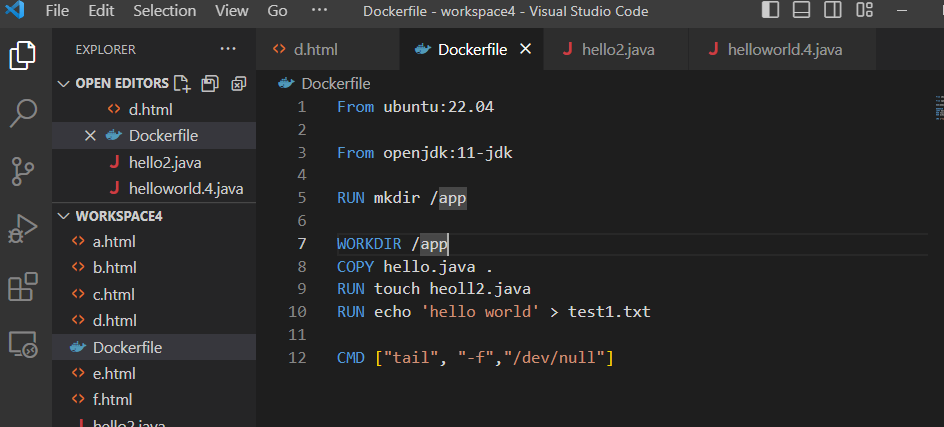 File Edit Selection View Go ··· Dockerfile - workspace4 - Visual Studio Code
EXPLORER ···
OPEN EDITORS
d.html
Dockerfile
hello2.java
helloworld.4.java
WORKSPACE4
a.html
b.html
c.html
d.html
Dockerfile
e.html
f.html
hello2.java
d.html Dockerfile hello2.java helloworld.4.java
Dockerfile
1 From ubuntu:22.04
2
3 From openjdk:11-jdk
4
5 RUN mkdir /app
6
7 WORKDIR /app
8 COPY hello.java .
9 RUN touch heoll2.java
10 RUN echo 'hello world' > test1.txt
11
12 CMD ["tail", "-f","/dev/null"]